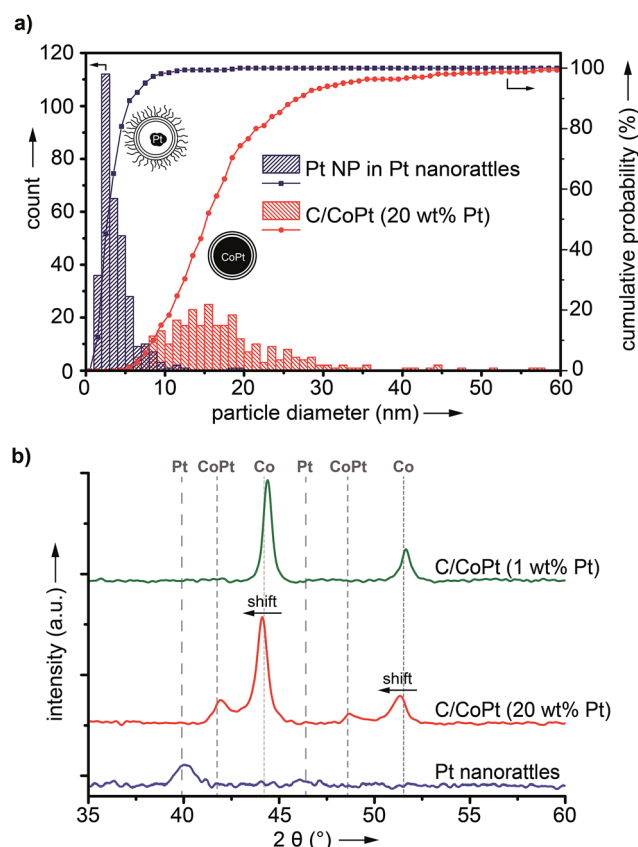 a)
count
120
100
80
60
40
20
0
Pt
CoPt
Pt NP in Pt nanorattles
C/CoPt (20 wt% Pt)
100
80
60
40
20
0
cumulative probability (%)
0 10 20 30 40 50 60
particle diameter (nm)
b)
Pt CoPt Co Pt CoPt Co
C/CoPt (1 wt% Pt)
shift
shift
C/CoPt (20 wt% Pt)
Pt nanorattles
intensity (a.u.)
35 40 45 50 55 60
2 θ (°)